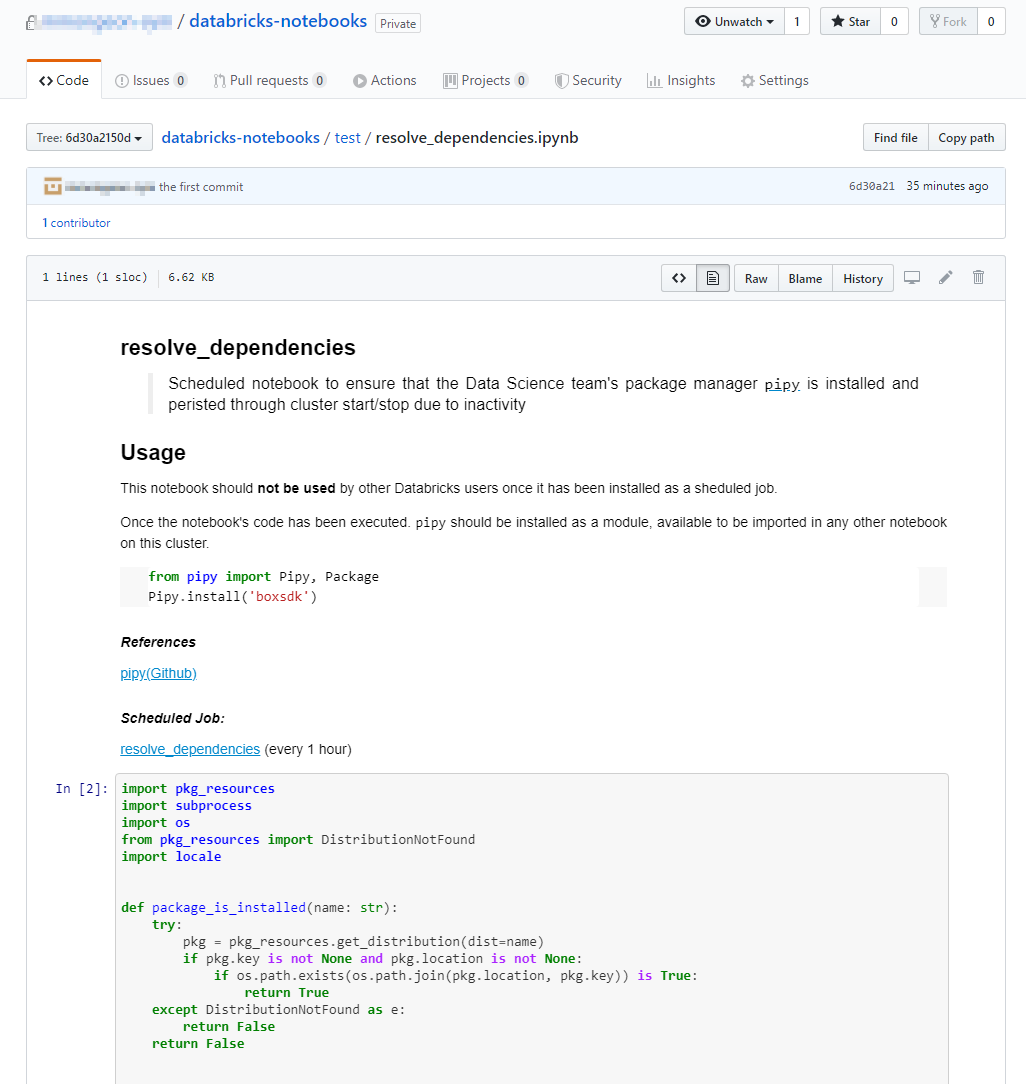 / databricks-notebooks Private
Unwatch 1 Star 0 Fork 0
Code Issues 0 Pull requests 0 Actions Projects 0 Security Insights Settings
Tree: 6d30a2150d databricks-notebooks / test / resolve_dependencies.ipynb Find file Copy path
the first commit 6d30a21 35 minutes ago
1 contributor
1 lines (1 sloc) 6.62 KB Raw Blame History
resolve_dependencies
Scheduled notebook to ensure that the Data Science team's package manager pipy is installed and
peristed through cluster start/stop due to inactivity
Usage
This notebook should not be used by other Databricks users once it has been installed as a sheduled job.
Once the notebook's code has been executed. pipy should be installed as a module, available to be imported in any other notebook
on this cluster.
from pipy import Pipy, Package
Pipy.install('boxsdk')
References
pipy(Github)
Scheduled Job:
resolve_dependencies (every 1 hour)
In [2]: import pkg_resources
import subprocess
import os
from pkg_resources import DistributionNotFound
import locale
def package_is_installed(name: str):
    try:
        pkg = pkg_resources.get_distribution(dist=name)
        if pkg.key is not None and pkg.location is not None:
            if os.path.exists(os.path.join(pkg.location, pkg.key)) is True:
                return True
    except DistributionNotFound as e:
        return False
    return False